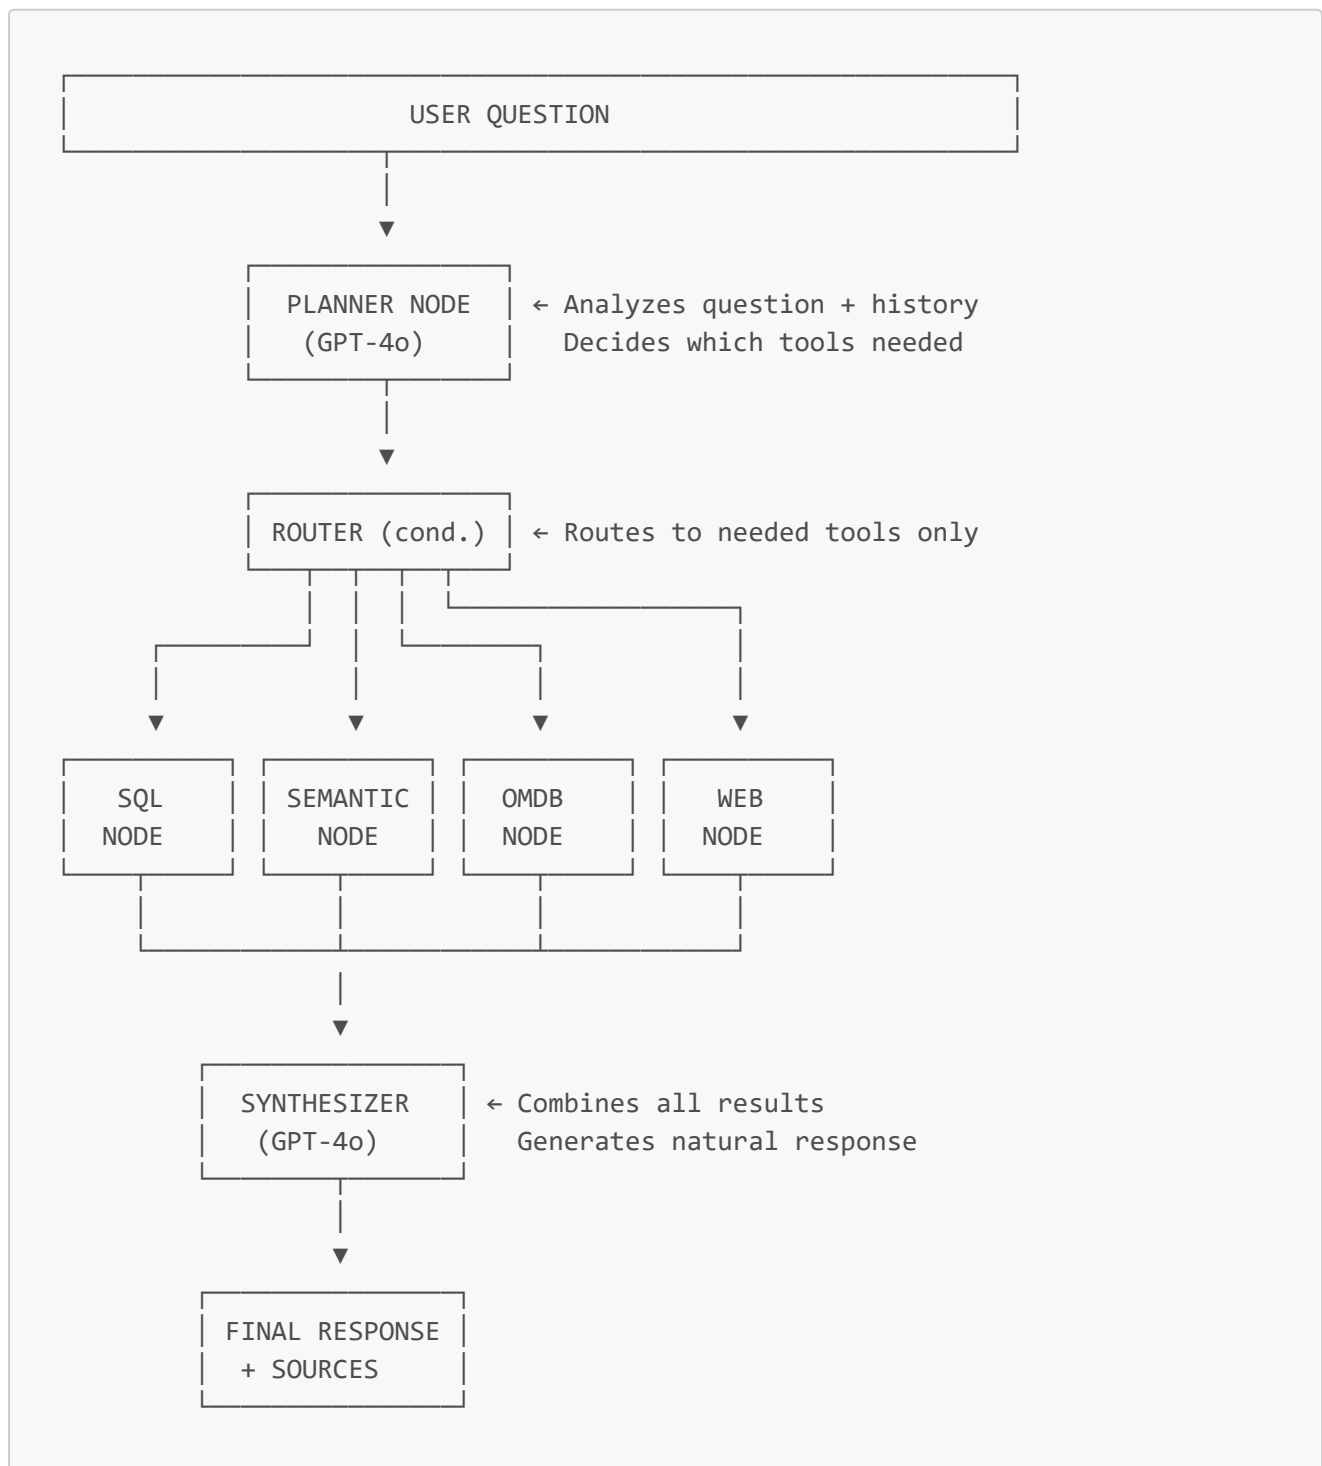 USER QUESTION
PLANNER NODE ← Analyzes question + history
(GPT-4o) Decides which tools needed
ROUTER (cond.) ← Routes to needed tools only
SQL SEMANTIC OMDB WEB
NODE NODE NODE NODE
SYNTHESIZER ← Combines all results
(GPT-4o) Generates natural response
FINAL RESPONSE
+ SOURCES